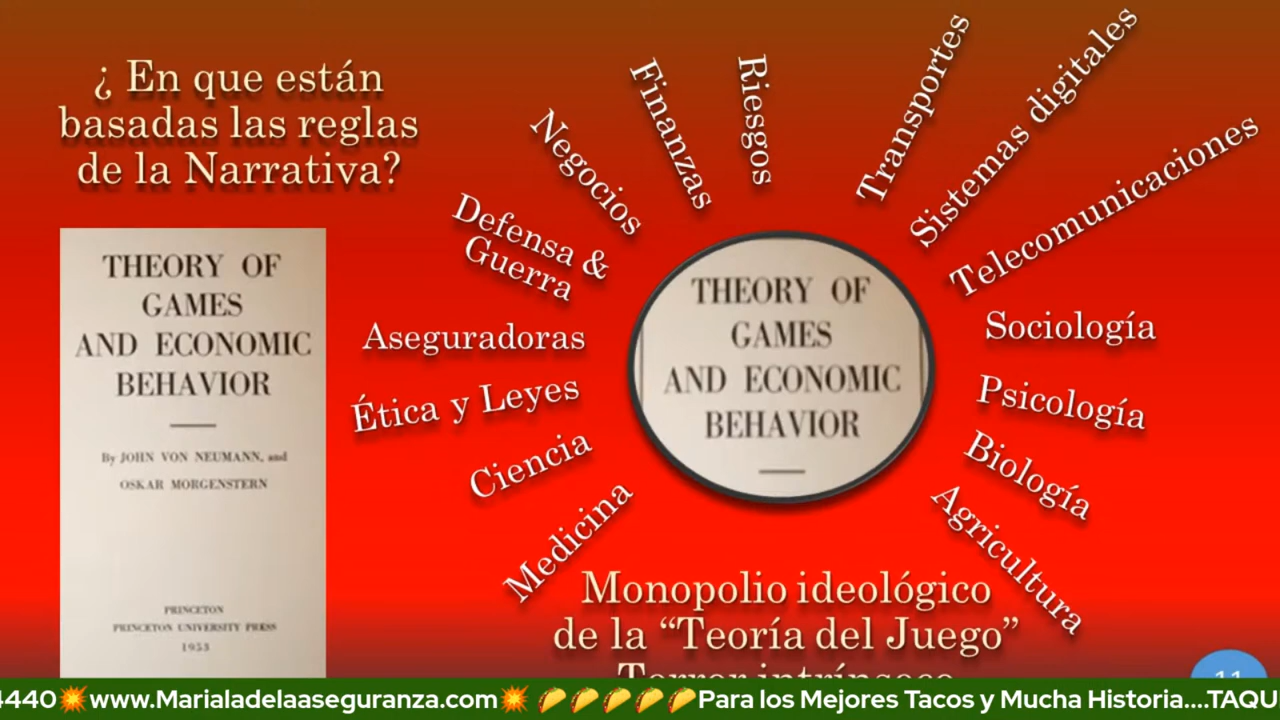 ¿ En que están
basadas las reglas
de la Narrativa?
THEORY OF
GAMES
AND ECONOMIC
BEHAVIOR
By JOHN VON NEUMANN, and
OSKAR MORGENSTERN
PRINCETON
PRINCETON UNIVERSITY PRESS
1953
Medicina
Ciencia
Ética y Leyes
Aseguradoras
Defensa &
Guerra
Negocios
Finanzas
Riesgos
Transportes
Sistemas digitales
Telecomunicaciones
Sociología
Psicología
Biología
Agricultura
THEORY OF
GAMES
AND ECONOMIC
BEHAVIOR
Monopolio ideológico
de la “Teoría del Juego”
Terror intrínseco
11
4440💥www.Marialadelaaseguranza.com💥 🌮🌮🌮🌮🌮Para los Mejores Tacos y Mucha Historia....TAQU